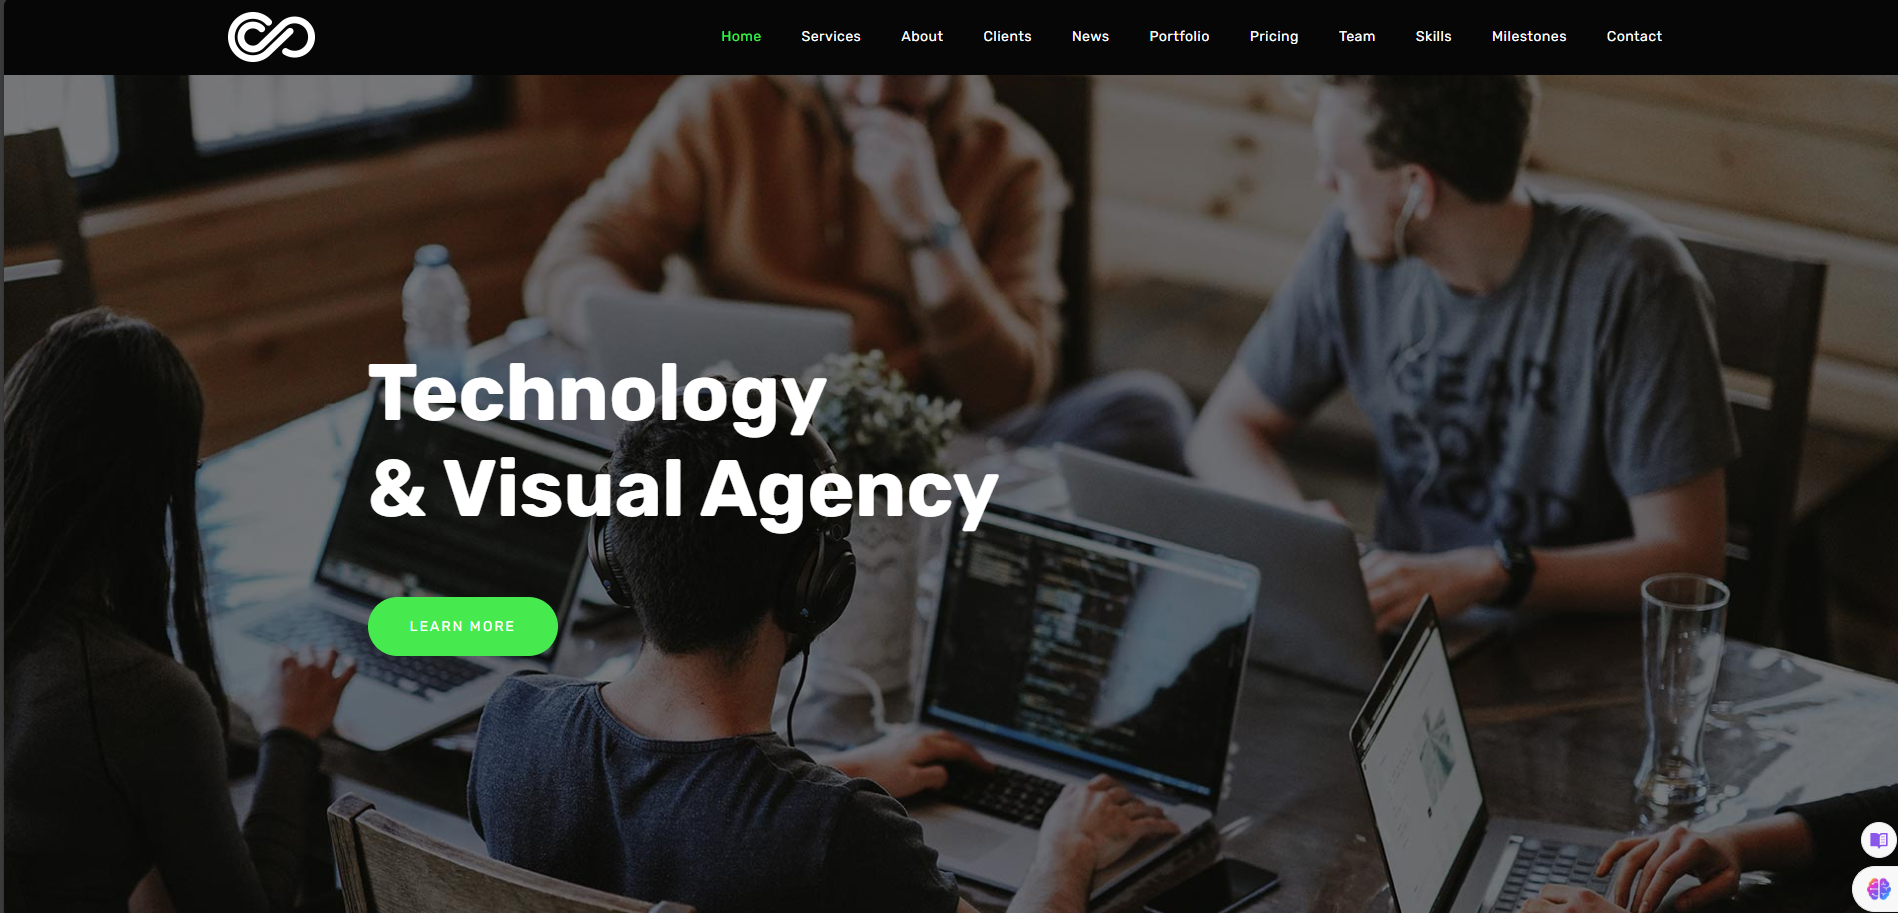 Home Services About Clients News Portfolio Pricing Team Skills Milestones Contact
Technology
& Visual Agency
LEARN MORE